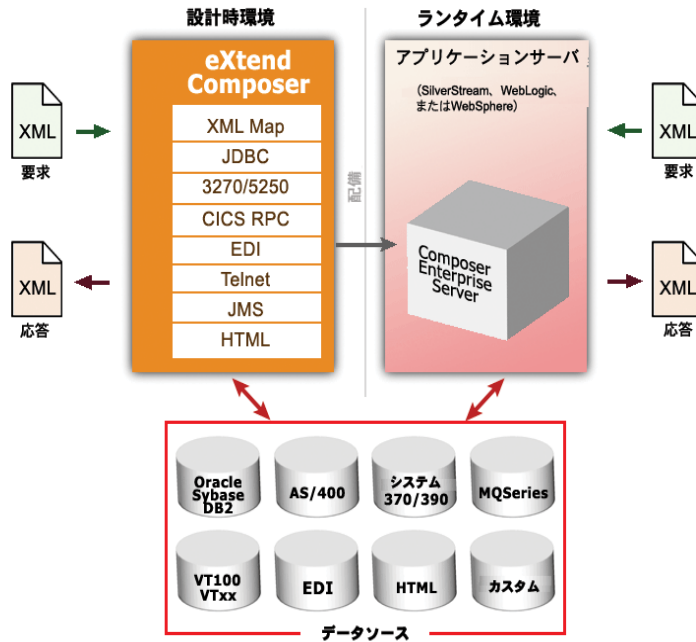 設計時環境
ランタイム環境
eXtend
Composer
XML Map
JDBC
3270/5250
CICS RPC
EDI
Telnet
JMS
HTML
アプリケーションサーバ
(SilverStream、WebLogic、
またはWebSphere)
Composer
Enterprise
Server
配備
XML
要求
XML
応答
XML
要求
XML
応答
Oracle
Sybase
DB2
AS/400
システム
370/390
MQSeries
VT100
VTxx
EDI
HTML
カスタム
データソース